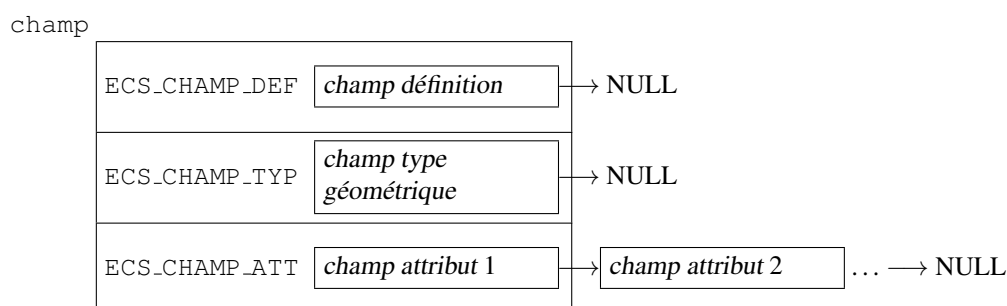 champ
ECS_CHAMP_DEF champ définition → NULL
ECS_CHAMP_TYP champ type géométrique → NULL
ECS_CHAMP_ATT champ attribut 1 → champ attribut 2 ... → NULL